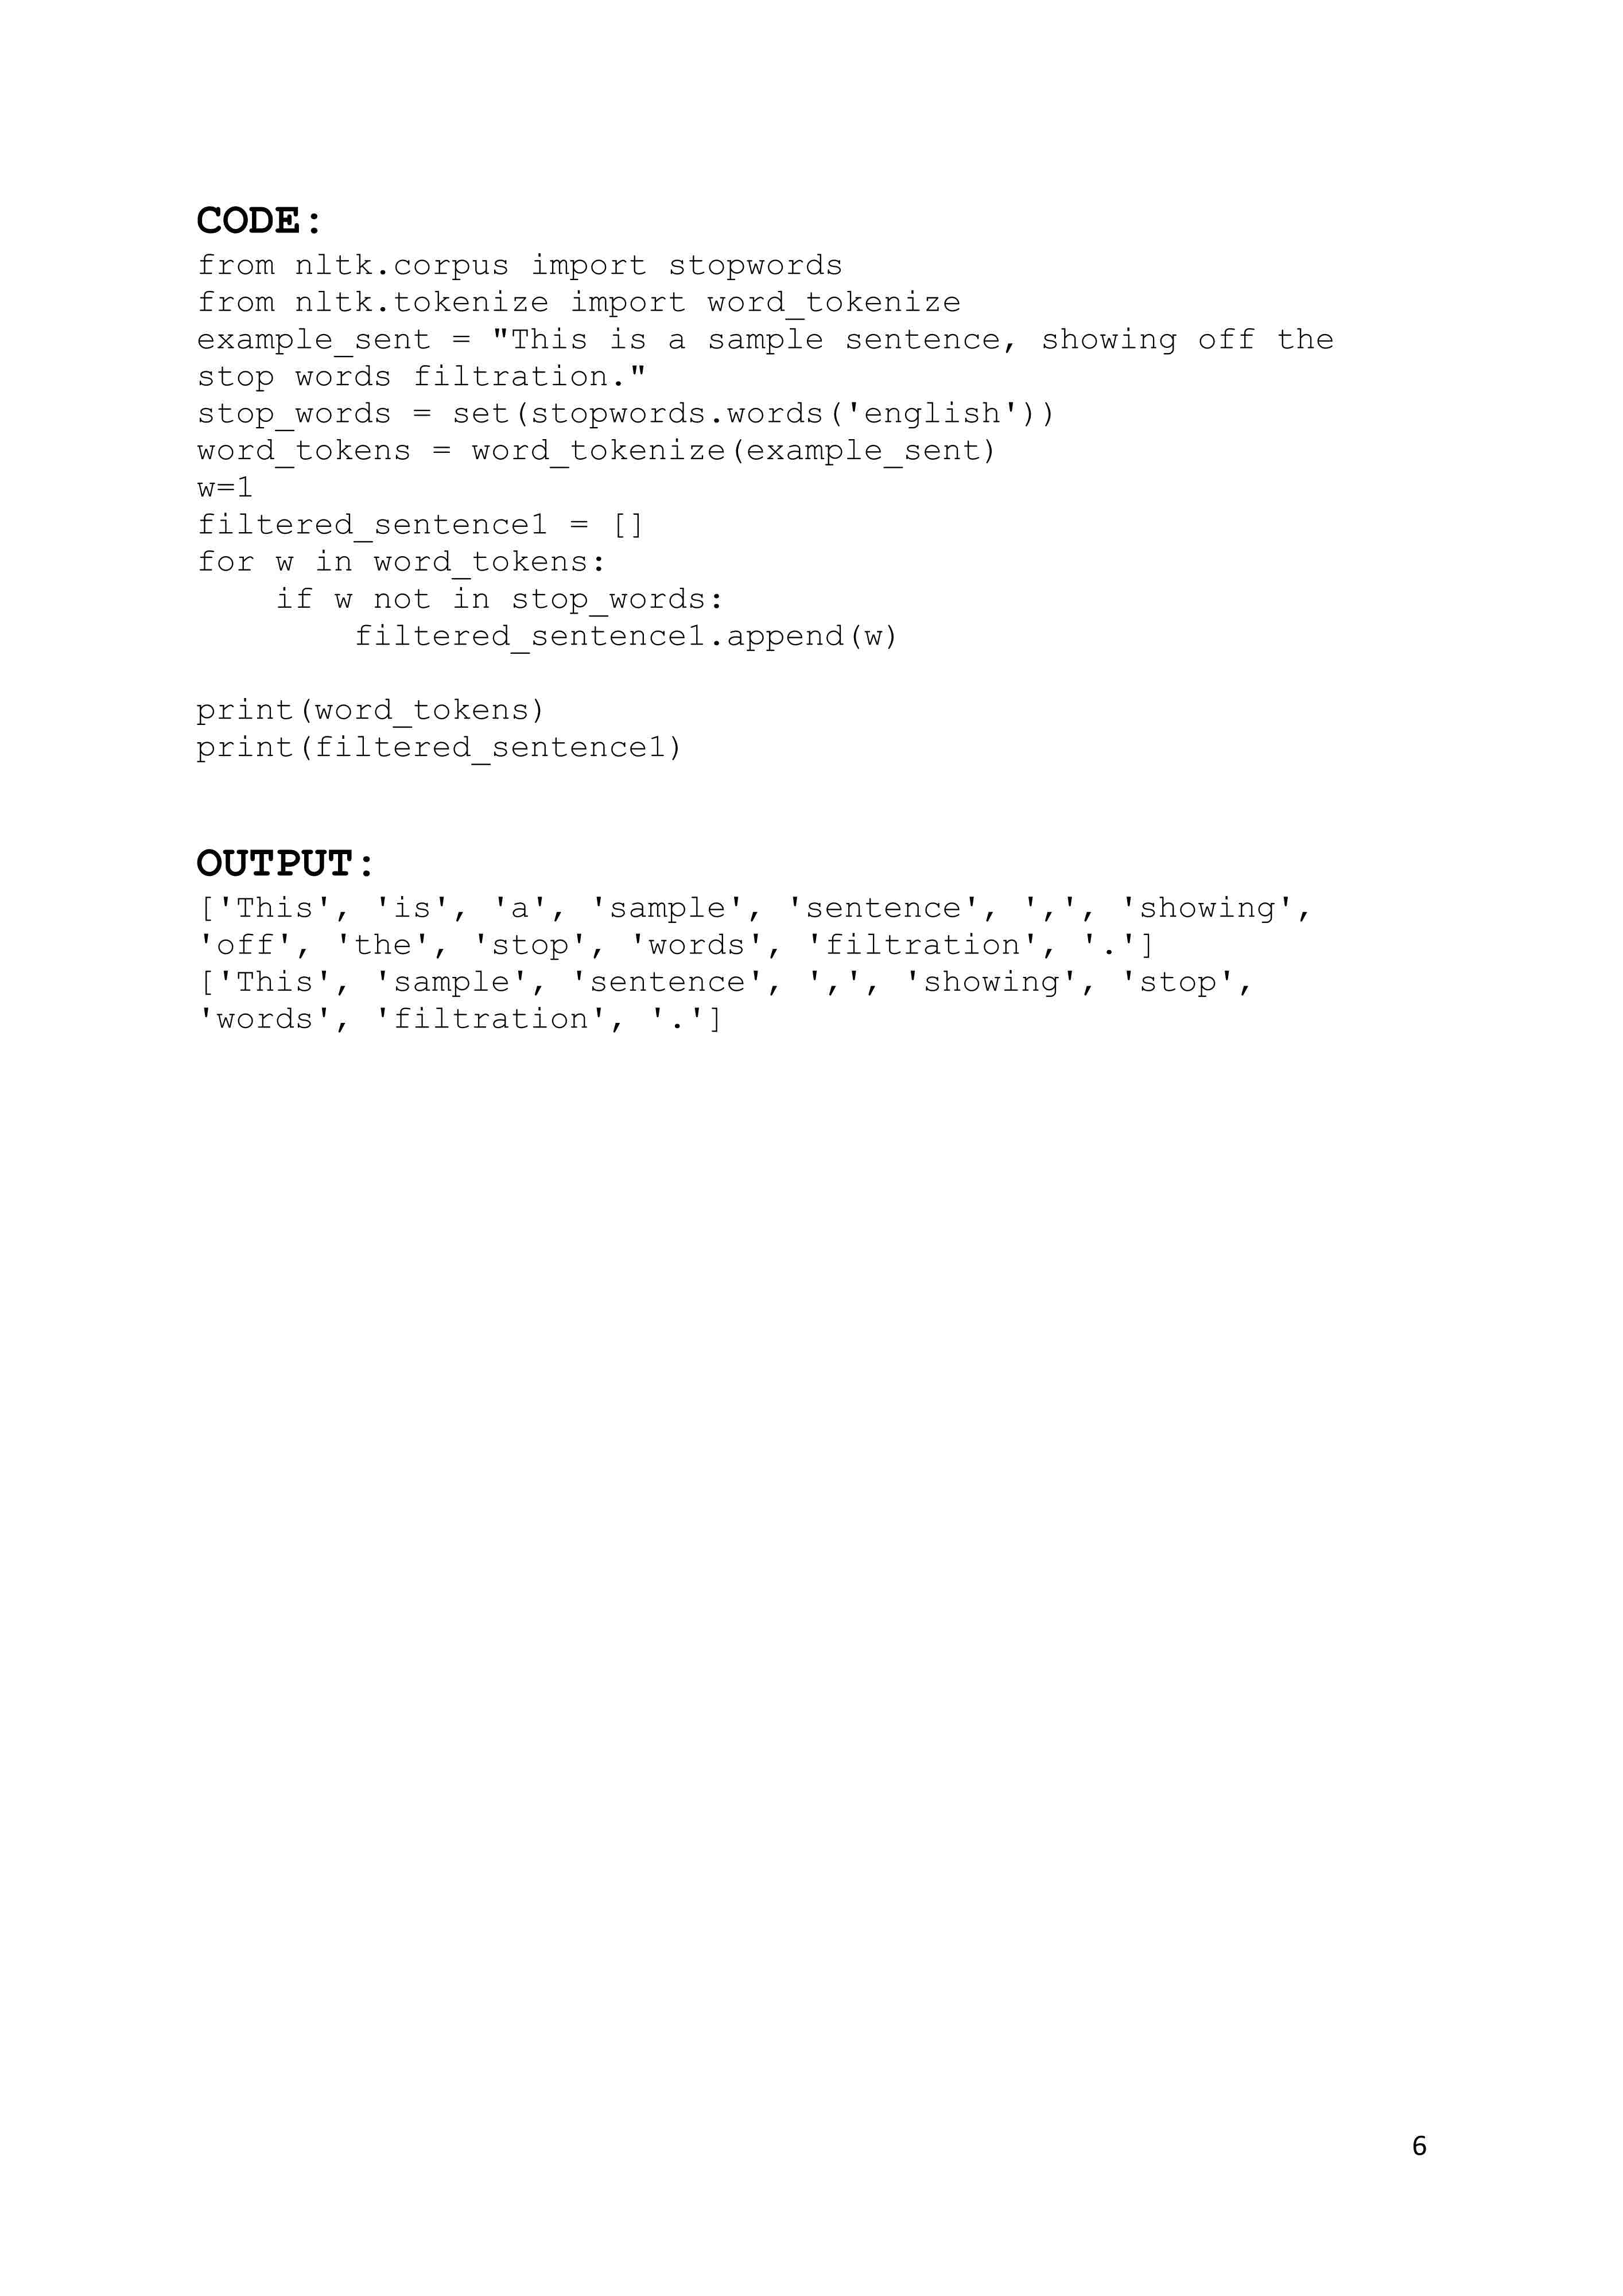 CODE:
from nltk.corpus import stopwords
from nltk.tokenize import word_tokenize
example_sent = "This is a sample sentence, showing off the
stop words filtration."
stop_words = set(stopwords.words('english'))
word_tokens = word_tokenize(example_sent)
w=1
filtered_sentence1 = []
for w in word_tokens:
    if w not in stop_words:
        filtered_sentence1.append(w)

print(word_tokens)
print(filtered_sentence1)

OUTPUT:
['This', 'is', 'a', 'sample', 'sentence', ',', 'showing',
'off', 'the', 'stop', 'words', 'filtration', '.']
['This', 'sample', 'sentence', ',', 'showing', 'stop',
'words', 'filtration', '.']
6